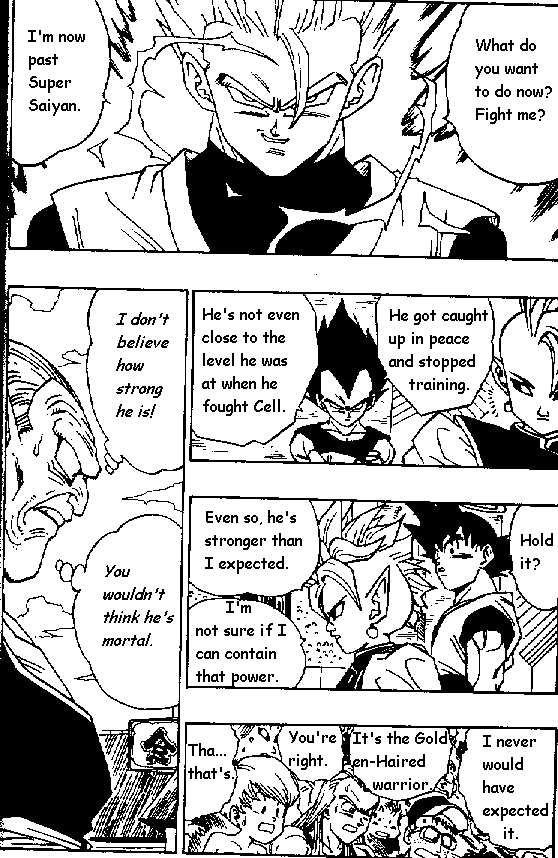 I'm now
past
Super
Saiyan.
What do
you want
to do now?
Fight me?
I don't
believe
how
strong
he is!
You
wouldn't
think he's
mortal.
He's not even
close to the
level he was
at when he
fought Cell.
He got caught
up in peace
and stopped
training.
Even so, he's
stronger than
I expected.
I'm
not sure if I
can contain
that power.
Hold
it?
Tha...
that's.
You're
right.
It's the Gold
en-Haired
warrior.
I never
would
have
expected
it.